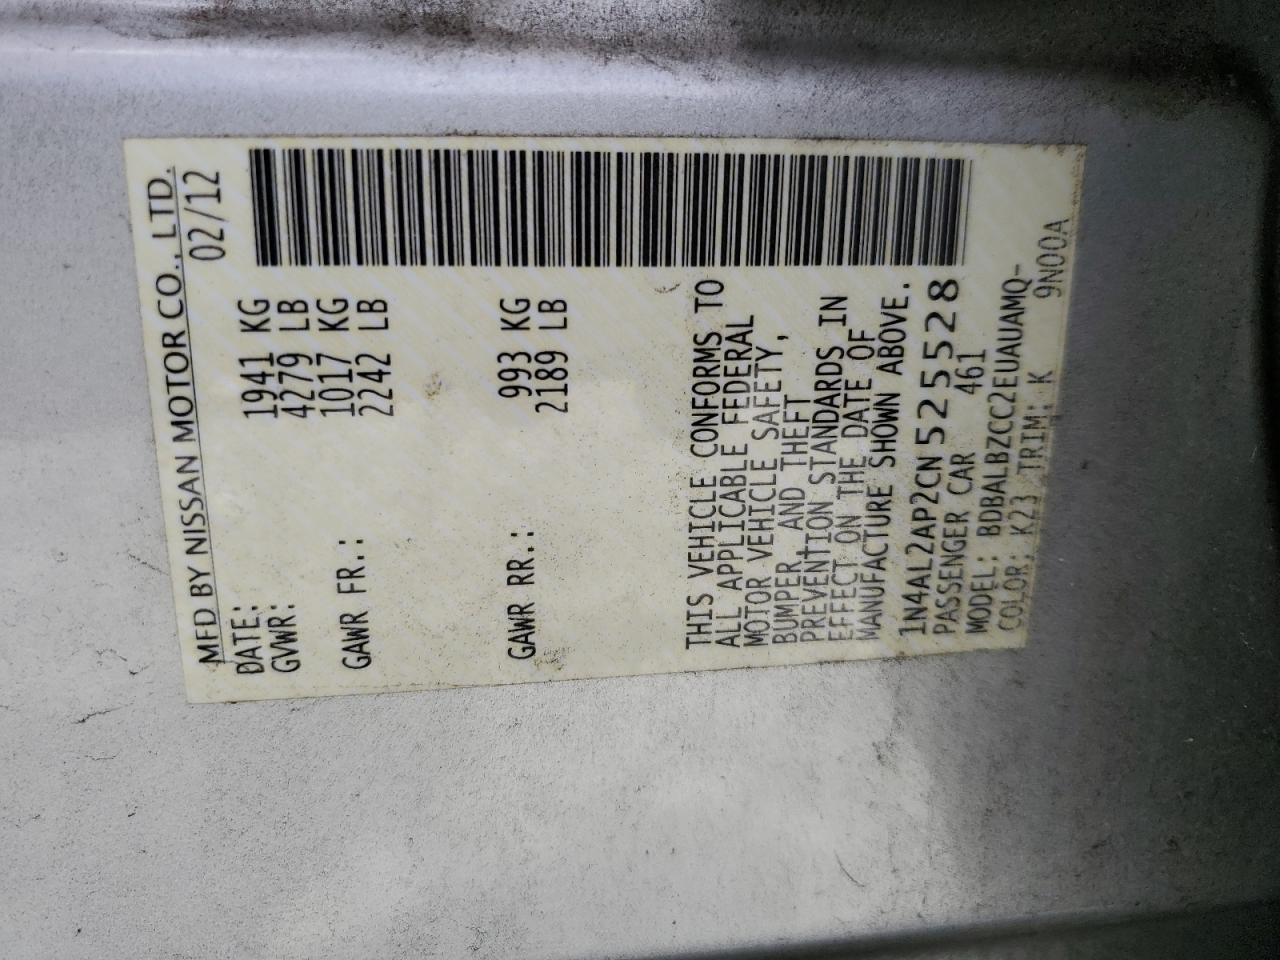 MFD BY NISSAN MOTOR CO., LTD.
DATE: 02/12
GVWR: 1941 KG
4279 LB
GAWR FR.: 1017 KG
2242 LB
GAWR RR.: 993 KG
2189 LB
THIS VEHICLE CONFORMS TO
ALL APPLICABLE FEDERAL
MOTOR VEHICLE SAFETY,
BUMPER AND THEFT
PREVENTION STANDARDS IN
EFFECT ON THE DATE OF
MANUFACTURE SHOWN ABOVE.
1N4AL2AP2CN525528
PASSENGER CAR 461
MODEL: BDBALBZCC2EUAUAMQ-
COLOR: K23 TRIM: K 9N00A